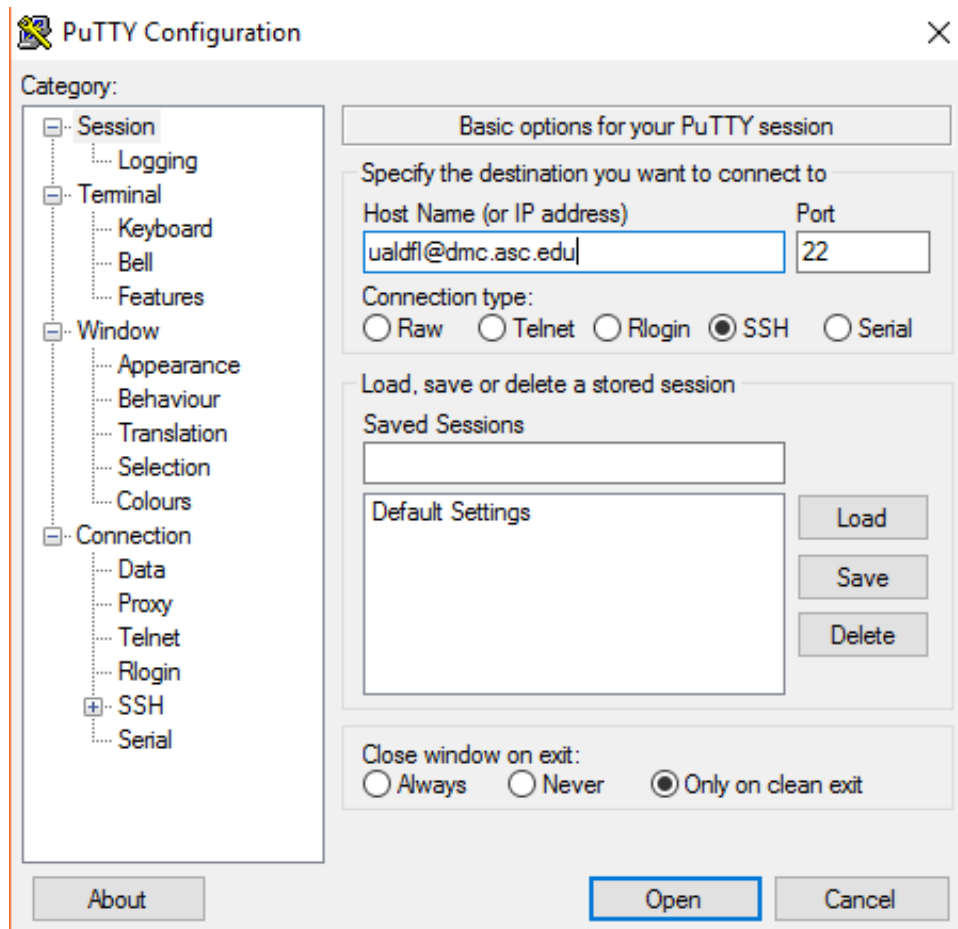 PuTTY Configuration
Category:
Session
Logging
Terminal
Keyboard
Bell
Features
Window
Appearance
Behaviour
Translation
Selection
Colours
Connection
Data
Proxy
Telnet
Rlogin
SSH
Serial
Basic options for your PuTTY session
Specify the destination you want to connect to
Host Name (or IP address) Port
ualdfl@dmc.asc.edu 22
Connection type:
Raw Telnet Rlogin SSH Serial
Load, save or delete a stored session
Saved Sessions
Default Settings
Load
Save
Delete
Close window on exit:
Always Never Only on clean exit
About Open Cancel